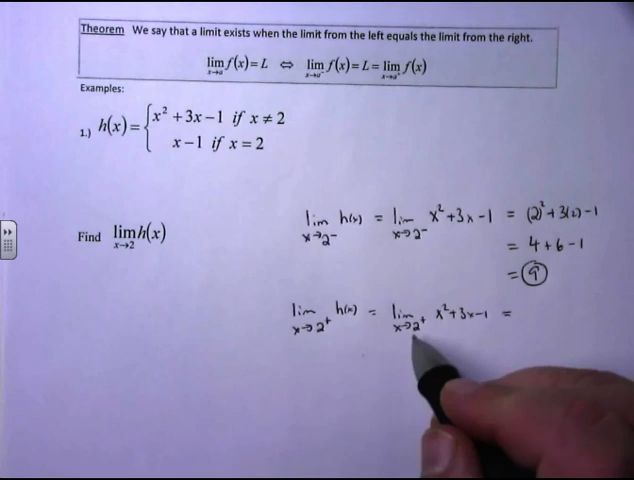 Theorem We say that a limit exists when the limit from the left equals the limit from the right.
lim f(x) = L ⇔ lim f(x) = L = lim f(x)
x→a x→a⁻ x→a⁺
Examples:
1.) h(x) = { x² + 3x − 1 if x ≠ 2
x − 1 if x = 2
Find lim h(x)
x→2
lim h(x) = lim x² + 3x − 1 = (2)² + 3(2) − 1
x→2⁻ x→2⁻
= 4 + 6 − 1
= 9
lim h(x) = lim x² + 3x − 1 =
x→2⁺ x→2⁺